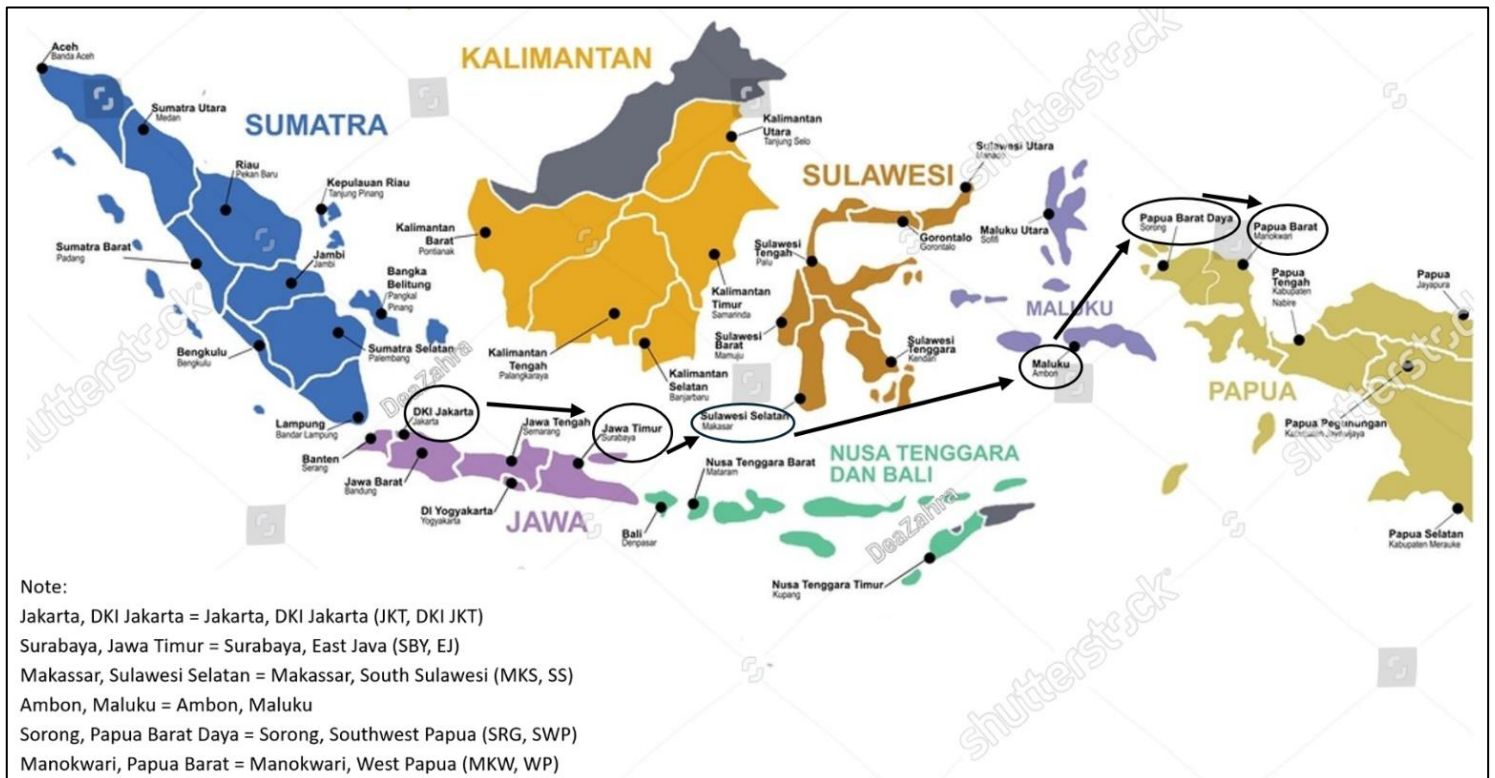 Aceh
Banda Aceh
Sumatra Utara
Medan
SUMATRA
Riau
Pekan Baru
Kepulauan Riau
Tanjung Pinang
Sumatra Barat
Padang
Jambi
Jambi
Bangka
Belitung
Pangkal
Pinang
Bengkulu
Bengkulu
Sumatra Selatan
Palembang
Lampung
Bandar Lampung
KALIMANTAN
Kalimantan
Utara
Tanjung Selo
Kalimantan
Barat
Pontianak
Kalimantan
Timur
Samarinda
Kalimantan
Tengah
Palangkaraya
Kalimantan
Selatan
Banjarbaru
SULAWESI
Sulawesi Utara
Manado
Gorontalo
Gorontalo
Sulawesi
Tengah
Palu
Sulawesi
Barat
Mamuju
Sulawesi
Tenggara
Kendari
Sulawesi Selatan
Makasar
Maluku Utara
Sofifi
MALUKU
Maluku
Ambon
Papua Barat Daya
Sorong
Papua Barat
Manokwari
Papua
Tengah
Kabupaten
Nabire
Papua
Jayapura
PAPUA
Papua Pegunungan
Papua Selatan
Kabupaten Merauke
DKI Jakarta
Jakarta
Banten
Serang
Jawa Barat
Bandung
Jawa Tengah
Semarang
DI Yogyakarta
Yogyakarta
Jawa Timur
Surabaya
JAWA
NUSA TENGGARA
DAN BALI
Nusa Tenggara Barat
Mataram
Bali
Denpasar
Nusa Tenggara Timur
Kupang
DeaZahra
DeaZahra
shutterstock
shutterstock
shutterstock
shutterstock
Note:
Jakarta, DKI Jakarta = Jakarta, DKI Jakarta (JKT, DKI JKT)
Surabaya, Jawa Timur = Surabaya, East Java (SBY, EJ)
Makassar, Sulawesi Selatan = Makassar, South Sulawesi (MKS, SS)
Ambon, Maluku = Ambon, Maluku
Sorong, Papua Barat Daya = Sorong, Southwest Papua (SRG, SWP)
Manokwari, Papua Barat = Manokwari, West Papua (MKW, WP)